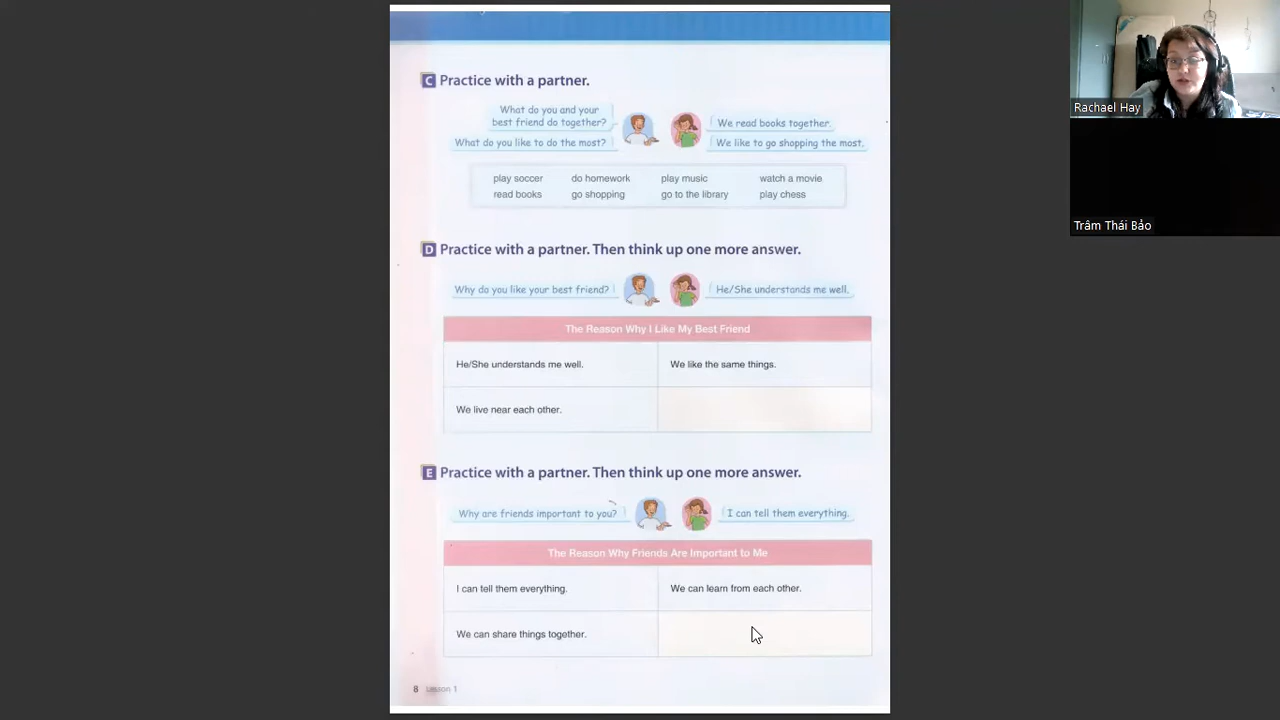 C Practice with a partner.
What do you and your
best friend do together?
We read books together.
What do you like to do the most?
We like to go shopping the most.
play soccer do homework play music watch a movie
read books go shopping go to the library play chess
D Practice with a partner. Then think up one more answer.
Why do you like your best friend?
He/She understands me well.
The Reason Why I Like My Best Friend
He/She understands me well. We like the same things.
We live near each other.
E Practice with a partner. Then think up one more answer.
Why are friends important to you?
I can tell them everything.
The Reason Why Friends Are Important to Me
I can tell them everything. We can learn from each other.
We can share things together.
8 Lesson 1
Rachael Hay
Trâm Thái Bảo